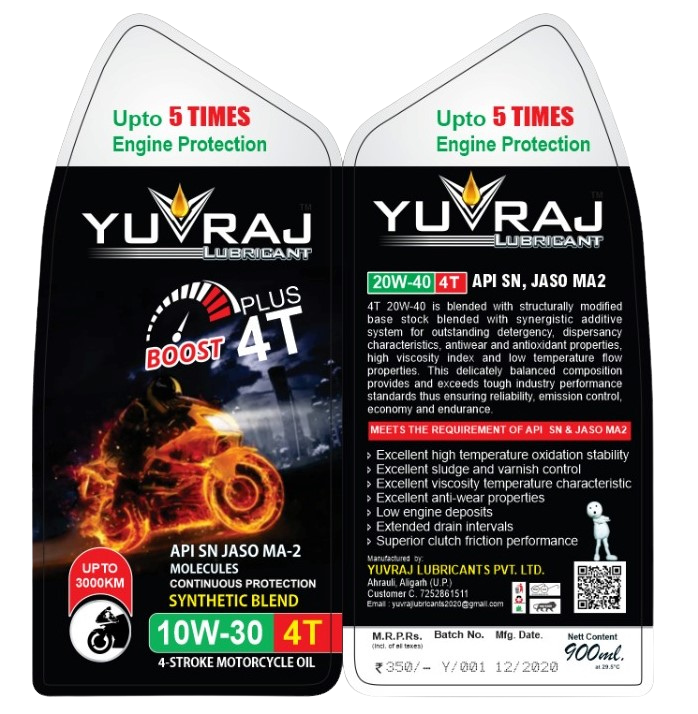 Upto 5 TIMES
Engine Protection
YUVRAJ
TM
LUBRICANT
PLUS
4T
BOOST
UP TO
3000KM
API SN JASO MA-2
MOLECULES
CONTINUOUS PROTECTION
SYNTHETIC BLEND
10W-30 4T
4-STROKE MOTORCYCLE OIL
Upto 5 TIMES
Engine Protection
YUVRAJ
TM
LUBRICANT
20W-40 4T API SN, JASO MA2
4T 20W-40 is blended with structurally modified
base stock blended with synergistic additive
system for outstanding detergency, dispersancy
characteristics, antiwear and antioxidant properties,
high viscosity index and low temperature flow
properties. This delicately balanced composition
provides and exceeds tough industry performance
standards thus ensuring reliability, emission control,
economy and endurance.
MEETS THE REQUIREMENT OF API SN & JASO MA2
Excellent high temperature oxidation stability
Excellent sludge and varnish control
Excellent viscosity temperature characteristic
Excellent anti-wear properties
Low engine deposits
Extended drain intervals
Superior clutch friction performance
Manufactured by:
YUVRAJ LUBRICANTS PVT. LTD.
Ahrauli, Aligarh (U.P.)
Customer C. 7252861511
Email : yuvrajlubricants2020@gmail.com
M.R.P.Rs. Batch No. Mfg. Date.
(incl. of all taxes)
₹350/- Y/001 12/2020
Nett Content
900ml.
at 29.5°C